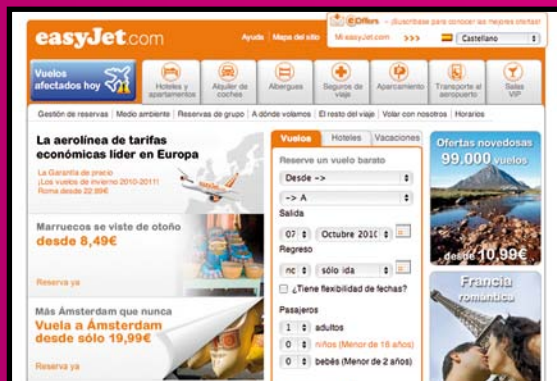 eOffers - ¡Suscríbase para conocer las mejores ofertas!
easyJet.com
Ayuda | Mapa del sitio
Mi easyJet.com >>>
Castellano
Vuelos afectados hoy
Hoteles y apartamentos
Alquiler de coches
Albergues
Seguros de viaje
Aparcamiento
Transporte al aeropuerto
Salas VIP
Gestión de reservas | Medio ambiente | Reservas de grupo | A dónde volamos | El resto del viaje | Volar con nosotros | Horarios
La aerolínea de tarifas
económicas líder en Europa
La Garantía de precio
¡Los vuelos de invierno 2010-2011!
Roma desde 22.99€
Marruecos se viste de otoño
desde 8,49€
Reserva ya
Más Ámsterdam que nunca
Vuela a Ámsterdam
desde sólo 19,99€
Reserva ya
Vuelos
Hoteles
Vacaciones
Reserve un vuelo barato
Desde ->
-> A
Salida
07
Octubre 201
Regreso
nc
sólo ida
¿Tiene flexibilidad de fechas?
Pasajeros
1 adultos
0 niños (Menor de 16 años)
0 bebés (Menor de 2 años)
Ofertas novedosas
99.000 vuelos
desde 10,99€
Francia
romántica